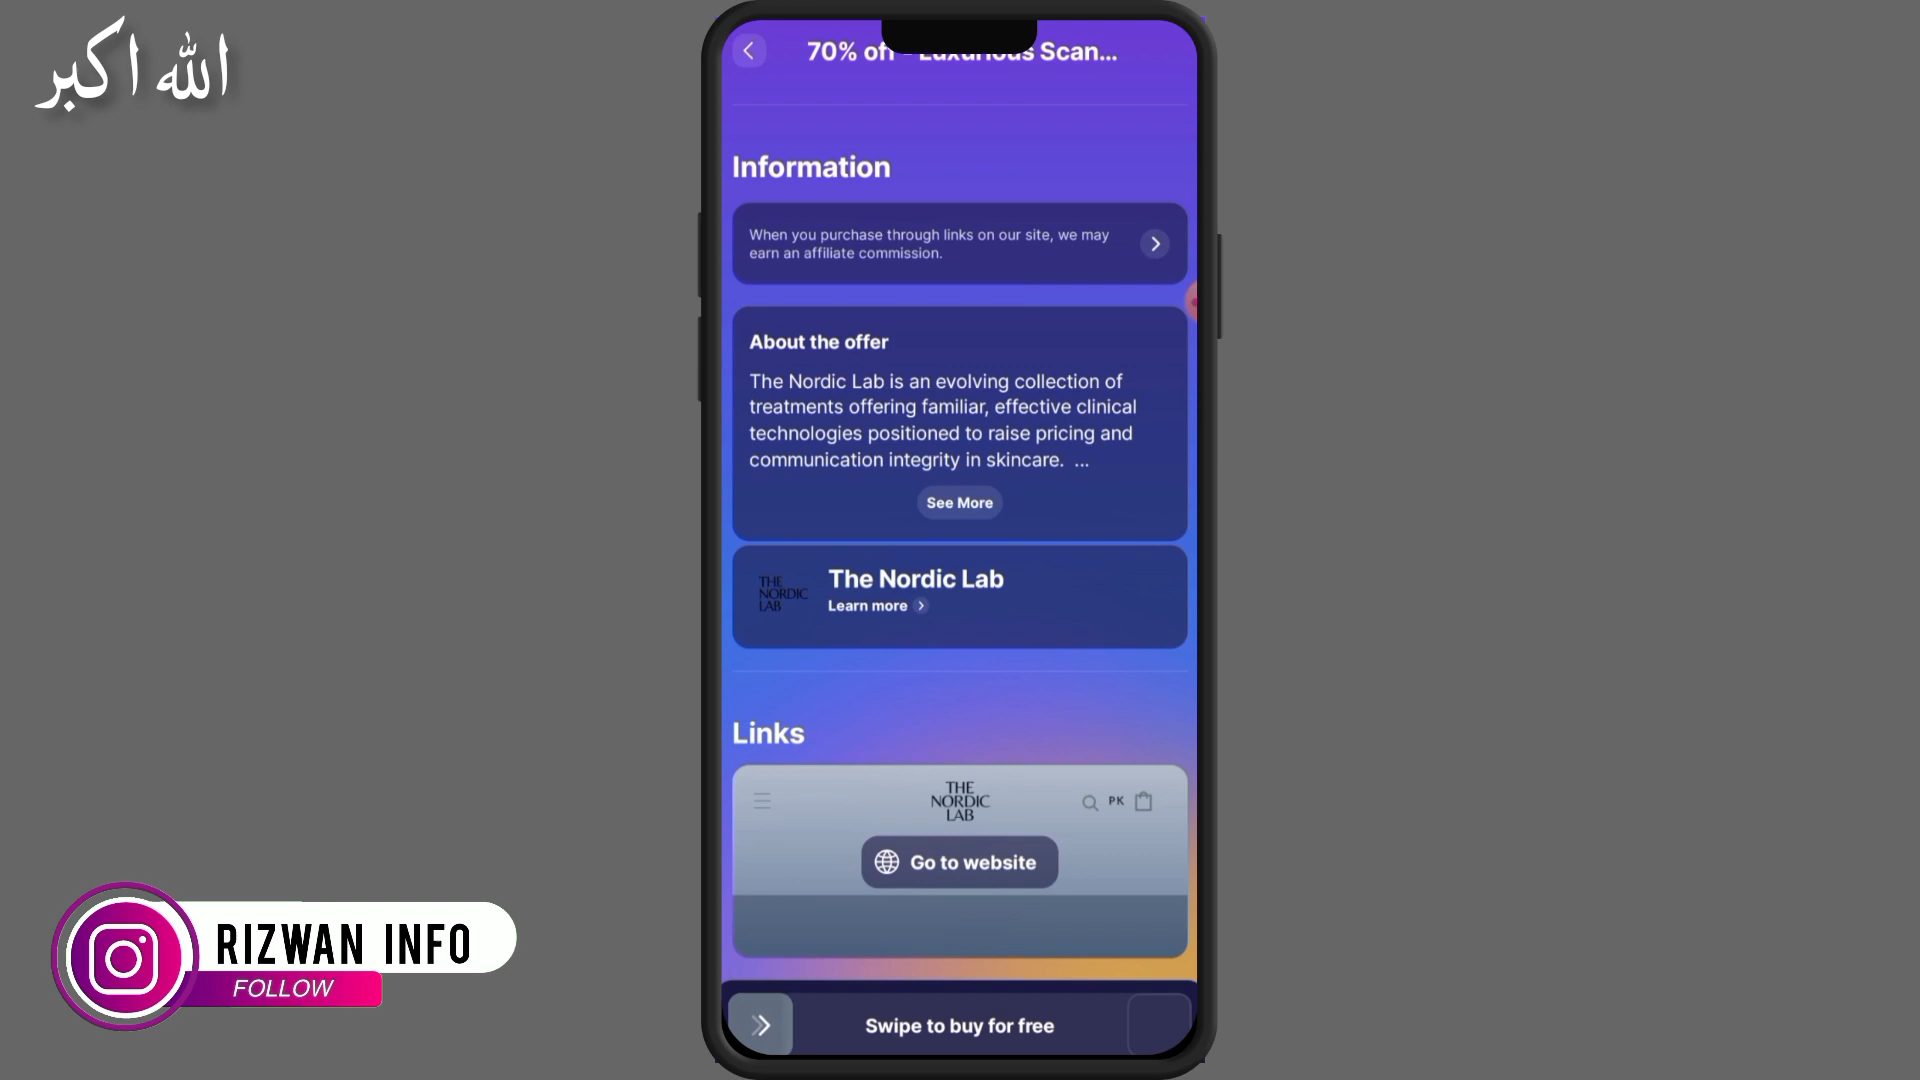 الله اكبر
70% off - Luxurious Scan...
Information
When you purchase through links on our site, we may
earn an affiliate commission.
About the offer
The Nordic Lab is an evolving collection of
treatments offering familiar, effective clinical
technologies positioned to raise pricing and
communication integrity in skincare. ...
See More
THE
NORDIC
LAB
The Nordic Lab
Learn more
Links
THE
NORDIC
LAB
PK
Go to website
Swipe to buy for free
RIZWAN INFO
FOLLOW